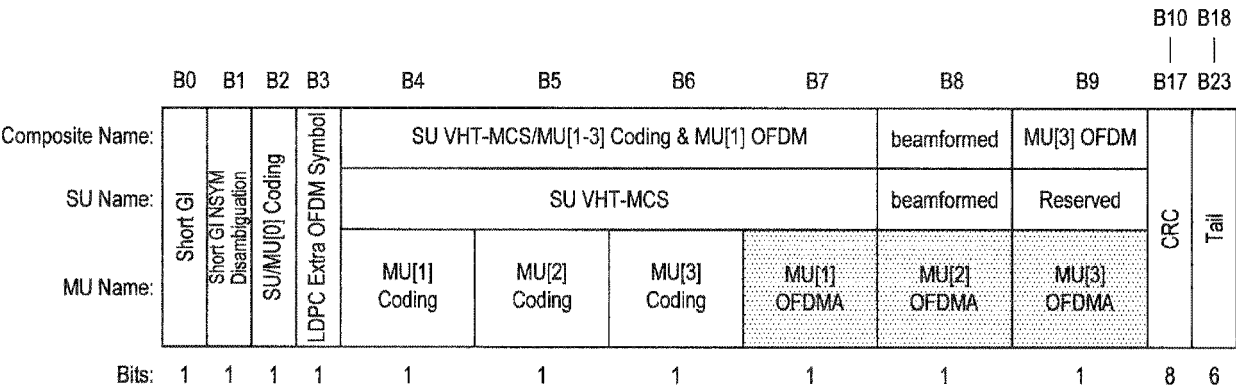 B10 B18
B0 B1 B2 B3 B4 B5 B6 B7 B8 B9 B17 B23
Composite Name:
SU Name:
MU Name:
Short GI
Short GI NSYM
Disambiguation
SU/MU[0] Coding
LDPC Extra OFDM Symbol
SU VHT-MCS/MU[1-3] Coding & MU[1] OFDM
beamformed
MU[3] OFDM
SU VHT-MCS
beamformed
Reserved
MU[1]
Coding
MU[2]
Coding
MU[3]
Coding
MU[1]
OFDMA
MU[2]
OFDMA
MU[3]
OFDMA
CRC
Tail
Bits: 1 1 1 1 1 1 1 1 1 1 8 6